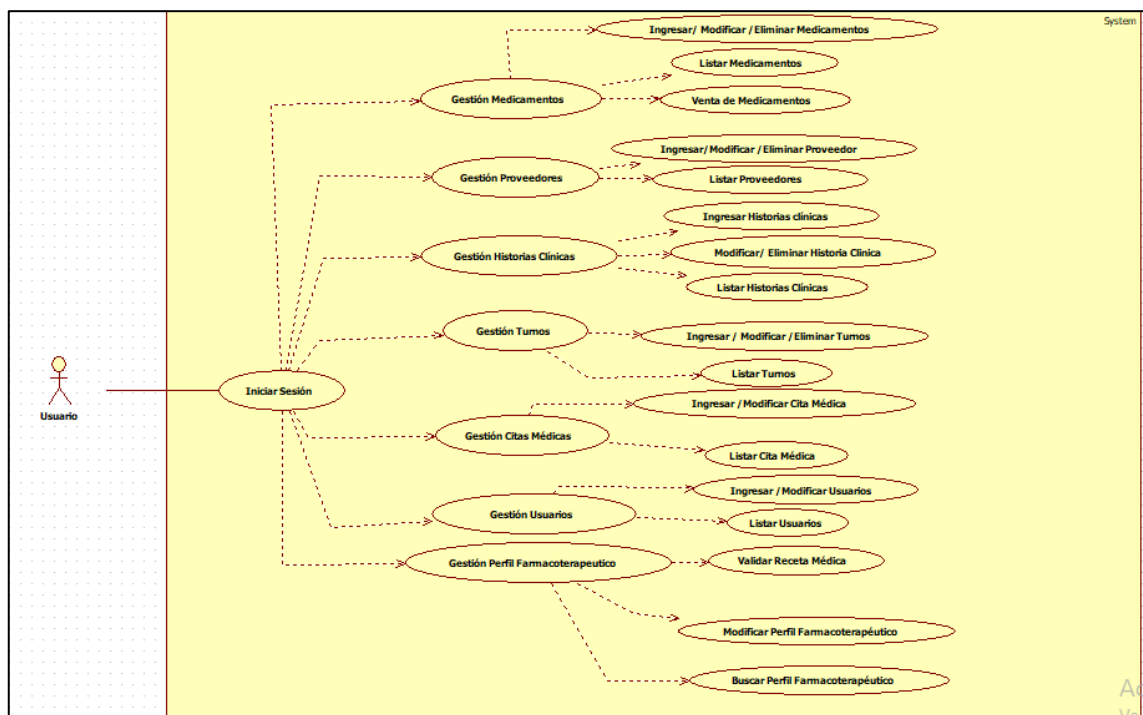 System
Ingresar/ Modificar /Eliminar Medicamentos
Listar Medicamentos
Gestión Medicamentos
Venta de Medicamentos
Ingresar/Modificar /Eliminar Proveedor
Gestión Proveedores
Listar Proveedores
Ingresar Historias clínicas
Gestión Historias Clínicas
Modificar/ Eliminar Historia Clinica
Listar Historias Clínicas
Gestión Turnos
Ingresar / Modificar /Eliminar Turnos
Listar Turnos
Iniciar Sesión
Usuario
Ingresar /Modificar Cita Médica
Gestión Citas Médicas
Listar Cita Médica
Ingresar /Modificar Usuarios
Gestión Usuarios
Listar Usuarios
Gestión Perfil Farmacoterapeutico
Validar Receta Médica
Modificar Perfil Farmacoterapéutico
Buscar Perfil Farmacoterapéutico